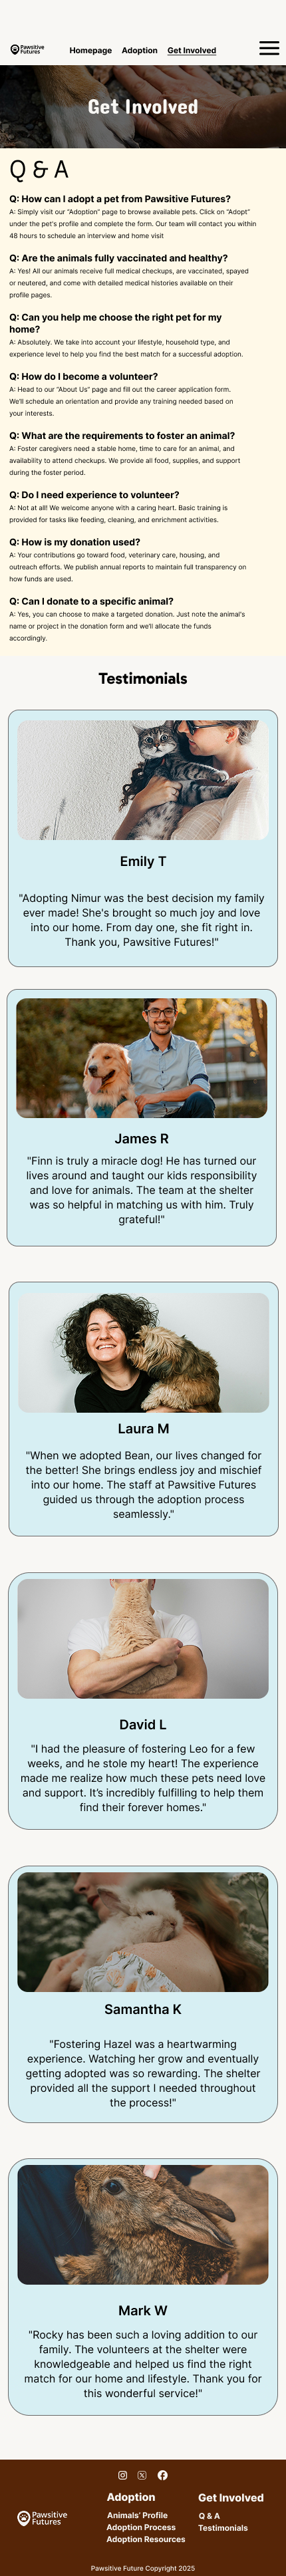 Pawsitive
Futures
Homepage Adoption Get Involved
Get Involved
Q & A
Q: How can I adopt a pet from Pawsitive Futures?
A: Simply visit our "Adoption" page to browse available pets. Click on "Adopt"
under the pet's profile and complete the form. Our team will contact you within
48 hours to schedule an interview and home visit
Q: Are the animals fully vaccinated and healthy?
A: Yes! All our animals receive full medical checkups, are vaccinated, spayed
or neutered, and come with detailed medical histories available on their
profile pages.
Q: Can you help me choose the right pet for my
home?
A: Absolutely. We take into account your lifestyle, household type, and
experience level to help you find the best match for a successful adoption.
Q: How do I become a volunteer?
A: Head to our "About Us" page and fill out the career application form.
We'll schedule an orientation and provide any training needed based on
your interests.
Q: What are the requirements to foster an animal?
A: Foster caregivers need a stable home, time to care for an animal, and
availability to attend checkups. We provide all food, supplies, and support
during the foster period.
Q: Do I need experience to volunteer?
A: Not at all! We welcome anyone with a caring heart. Basic training is
provided for tasks like feeding, cleaning, and enrichment activities.
Q: How is my donation used?
A: Your contributions go toward food, veterinary care, housing, and
outreach efforts. We publish annual reports to maintain full transparency on
how funds are used.
Q: Can I donate to a specific animal?
A: Yes, you can choose to make a targeted donation. Just note the animal's
name or project in the donation form and we'll allocate the funds
accordingly.
Testimonials
Emily T
"Adopting Nimur was the best decision my family
ever made! She's brought so much joy and love
into our home. From day one, she fit right in.
Thank you, Pawsitive Futures!"
James R
"Finn is truly a miracle dog! He has turned our
lives around and taught our kids responsibility
and love for animals. The team at the shelter
was so helpful in matching us with him. Truly
grateful!"
Laura M
"When we adopted Bean, our lives changed for
the better! She brings endless joy and mischief
into our home. The staff at Pawsitive Futures
guided us through the adoption process
seamlessly."
David L
"I had the pleasure of fostering Leo for a few
weeks, and he stole my heart! The experience
made me realize how much these pets need love
and support. It's incredibly fulfilling to help them
find their forever homes."
Samantha K
"Fostering Hazel was a heartwarming
experience. Watching her grow and eventually
getting adopted was so rewarding. The shelter
provided all the support I needed throughout
the process!"
Mark W
"Rocky has been such a loving addition to our
family. The volunteers at the shelter were
knowledgeable and helped us find the right
match for our home and lifestyle. Thank you for
this wonderful service!"
Pawsitive
Futures
Adoption
Animals' Profile
Adoption Process
Adoption Resources
Get Involved
Q & A
Testimonials
Pawsitive Future Copyright 2025